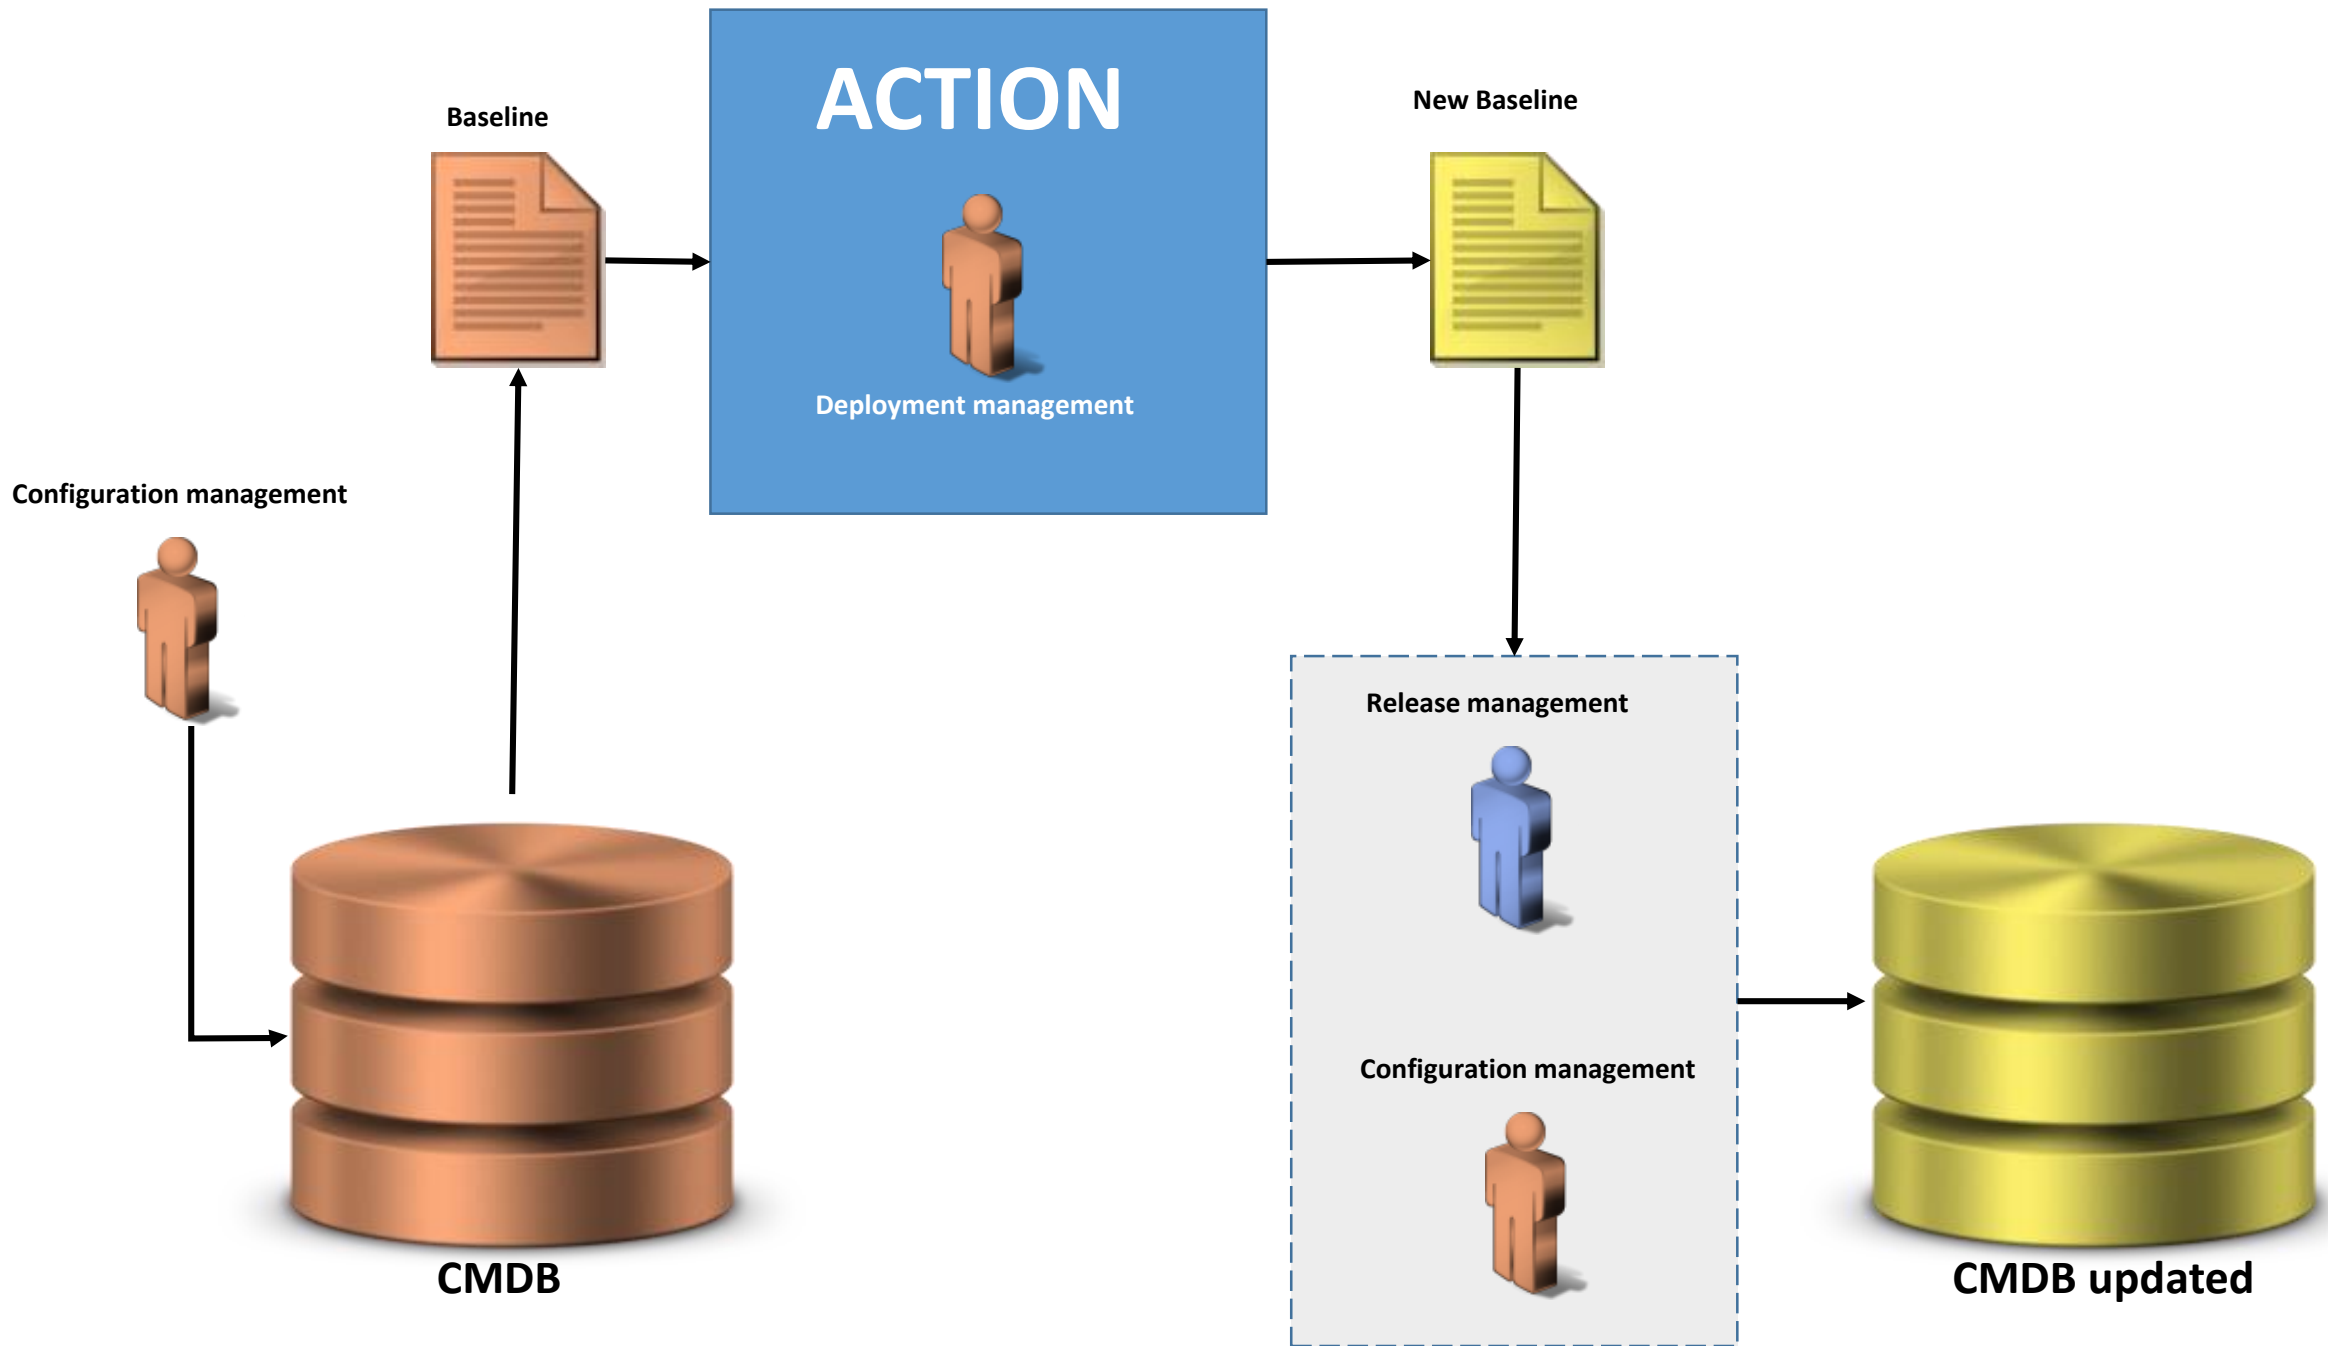 ACTION
Baseline
New Baseline
Deployment management
Configuration management
Release management
Configuration management
CMDB
CMDB updated